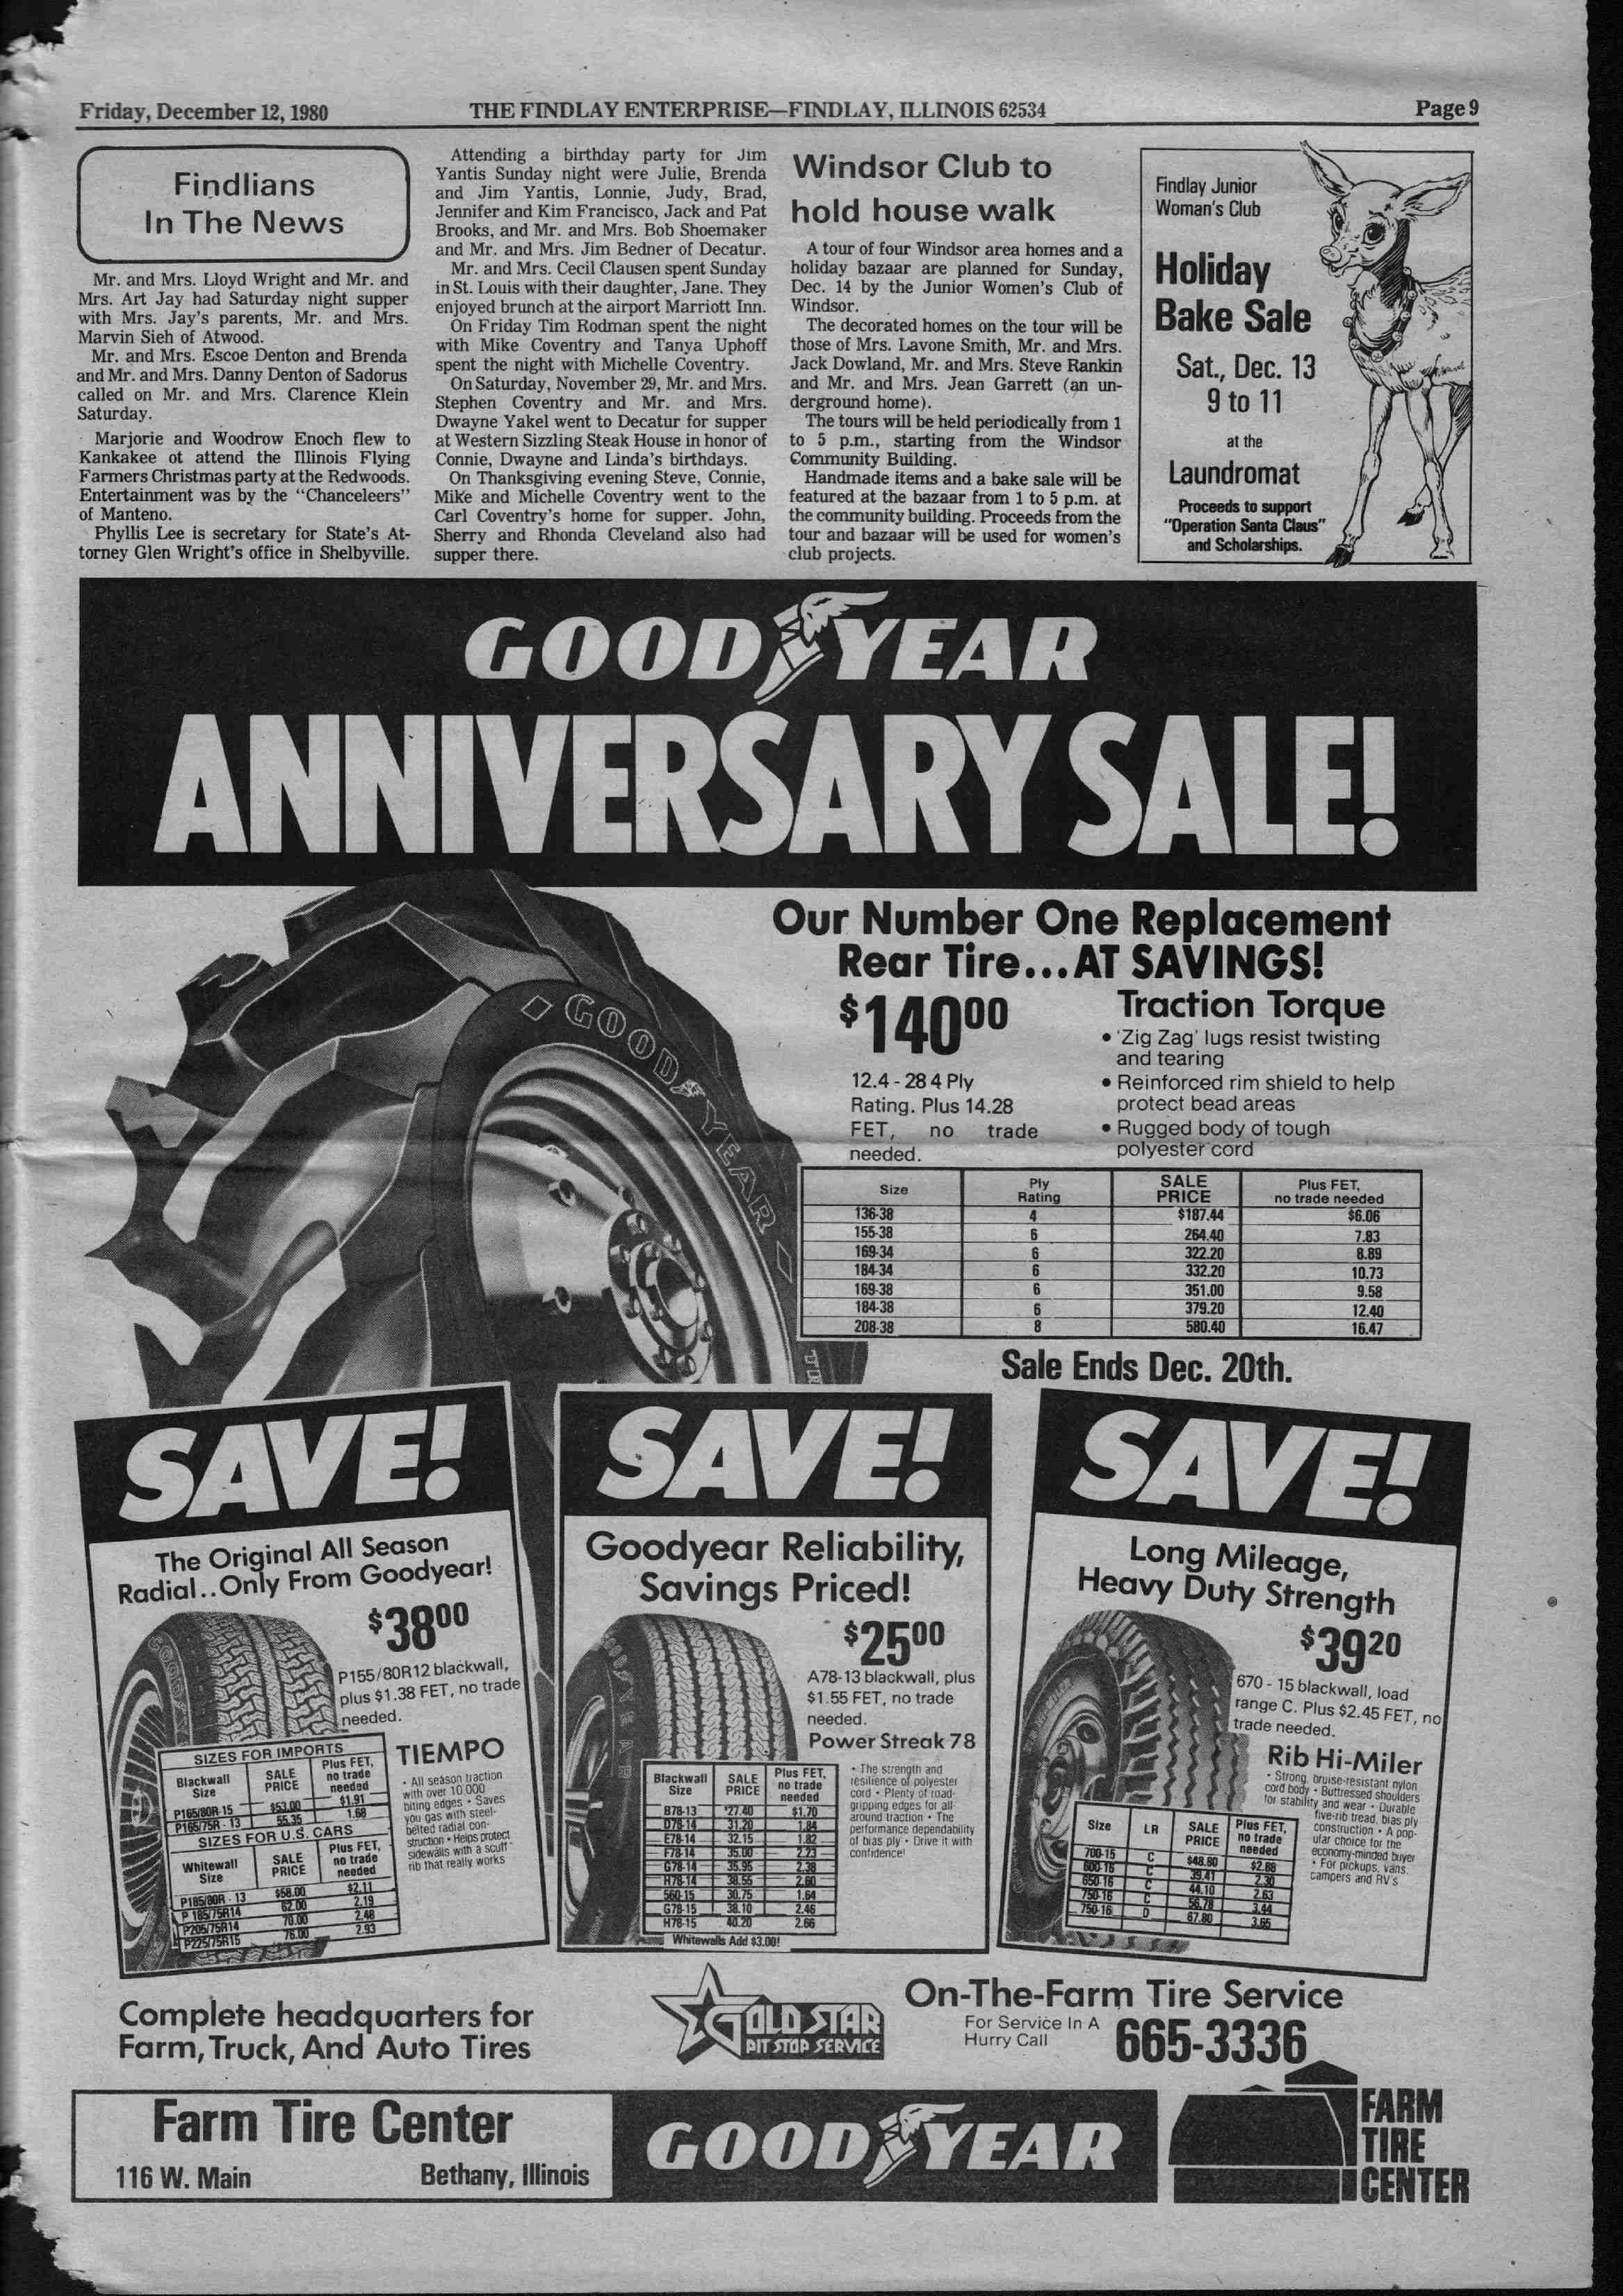 Friday, December 12, 1980
THE FINDLAY ENTERPRISE—FINDLAY, ILLINOIS 62534
Page 9
Findlians
In The News
Mr. and Mrs. Lloyd Wright and Mr. and
Mrs. Art Jay had Saturday night supper
with Mrs. Jay's parents, Mr. and Mrs.
Marvin Sieh of Atwood.
Mr. and Mrs. Escoe Denton and Brenda
and Mr. and Mrs. Danny Denton of Sadorus
called on Mr. and Mrs. Clarence Klein
Saturday.
Marjorie and Woodrow Enoch flew to
Kankakee ot attend the Illinois Flying
Farmers Christmas party at the Redwoods.
Entertainment was by the "Chanceleers"
of Manteno.
Phyllis Lee is secretary for State's At-
torney Glen Wright's office in Shelbyville.
Attending a birthday party for Jim
Yantis Sunday night were Julie, Brenda
and Jim Yantis, Lonnie, Judy, Brad,
Jennifer and Kim Francisco, Jack and Pat
Brooks, and Mr. and Mrs. Bob Shoemaker
and Mr. and Mrs. Jim Bedner of Decatur.
Mr. and Mrs. Cecil Clausen spent Sunday
in St. Louis with their daughter, Jane. They
enjoyed brunch at the airport Marriott Inn.
On Friday Tim Rodman spent the night
with Mike Coventry and Tanya Uphoff
spent the night with Michelle Coventry.
On Saturday, November 29, Mr. and Mrs.
Stephen Coventry and Mr. and Mrs.
Dwayne Yakel went to Decatur for supper
at Western Sizzling Steak House in honor of
Connie, Dwayne and Linda's birthdays.
On Thanksgiving evening Steve, Connie,
Mike and Michelle Coventry went to the
Carl Coventry's home for supper. John,
Sherry and Rhonda Cleveland also had
supper there.
Windsor Club to
hold house walk
A tour of four Windsor area homes and a
holiday bazaar are planned for Sunday,
Dec. 14 by the Junior Women's Club of
Windsor.
The decorated homes on the tour will be
those of Mrs. Lavone Smith, Mr. and Mrs.
Jack Dowland, Mr. and Mrs. Steve Rankin
and Mr. and Mrs. Jean Garrett (an un-
derground home).
The tours will be held periodically from 1
to 5 p.m., starting from the Windsor
Community Building.
Handmade items and a bake sale will be
featured at the bazaar from 1 to 5 p.m. at
the community building. Proceeds from the
tour and bazaar will be used for women's
club projects.
Findlay Junior
Woman's Club
Holiday
Bake Sale
Sat., Dec. 13
9 to 11
at the
Laundromat
Proceeds to support
"Operation Santa Claus"
and Scholarships.
GOODYEAR
ANNIVERSARY SALE!
Our Number One Replacement
Rear Tire...AT SAVINGS!
$140 00
12.4 - 28 4 Ply
Rating. Plus 14.28
FET, no trade
needed.
Traction Torque
• 'Zig Zag' lugs resist twisting
and tearing
• Reinforced rim shield to help
protect bead areas
• Rugged body of tough
polyester cord
GOODYEAR
Size | Ply Rating | SALE PRICE | Plus FET, no trade needed
136-38 4 $187.44 $6.06
155-38 6 264.40 7.83
169-34 6 322.20 8.89
184-34 6 332.20 10.73
169-38 6 351.00 9.58
184-38 6 379.20 12.40
208-38 8 580.40 16.47
Sale Ends Dec. 20th.
SAVE!
The Original All Season
Radial..Only From Goodyear!
$38 00
P155/80R12 blackwall,
plus $1.38 FET, no trade
needed.
SIZES FOR IMPORTS
Blackwall Size | SALE PRICE | Plus FET, no trade needed
P165/80R-15 $53.00 $1.91
P165/75R - 13 55.35 1.68
SIZES FOR U.S. CARS
Whitewall Size | SALE PRICE | Plus FET, no trade needed
P185/80R - 13 $58.00 $2.11
P 185/75R14 62.00 2.19
P205/75R14 70.00 2.48
P225/75R15 76.00 2.93
TIEMPO
• All season traction
with over 10,000
biting edges • Saves
you gas with steel-
belted radial con-
struction • Helps protect
sidewalls with a scuff
rib that really works
SAVE!
Goodyear Reliability,
Savings Priced!
$25 00
A78-13 blackwall, plus
$1.55 FET, no trade
needed.
Power Streak 78
Blackwall Size | SALE PRICE | Plus FET, no trade needed
B78-13 $27.40 $1.70
D78-14 31.20 1.84
E78-14 32.15 1.82
F78-14 35.00 2.23
G78-14 35.95 2.38
H78-14 38.55 2.60
560-15 30.75 1.64
G78-15 38.10 2.46
H78-15 40.20 2.66
Whitewalls Add $3.00!
• The strength and
resilience of polyester
cord • Plenty of road-
gripping edges for all-
around traction • The
performance dependability
of bias ply • Drive it with
confidence!
SAVE!
Long Mileage,
Heavy Duty Strength
$39 20
670 - 15 blackwall, load
range C. Plus $2.45 FET, no
trade needed.
Rib Hi-Miler
• Strong, bruise-resistant nylon
cord body • Buttressed shoulders
for stability and wear • Durable
five-rib tread, bias ply
construction • A pop-
ular choice for the
economy-minded buyer
• For pickups, vans,
campers and RV's
Size | LR | SALE PRICE | Plus FET, no trade needed
700-15 C $48.80 $2.88
600-16 C 39.41 2.30
650-16 C 44.10 2.63
750-16 C 56.78 3.44
750-16 D 67.80 3.65
Complete headquarters for
Farm, Truck, And Auto Tires
GOLD STAR
PIT STOP SERVICE
On-The-Farm Tire Service
For Service In A
Hurry Call
665-3336
Farm Tire Center
116 W. Main
Bethany, Illinois
GOODYEAR
FARM
TIRE
CENTER